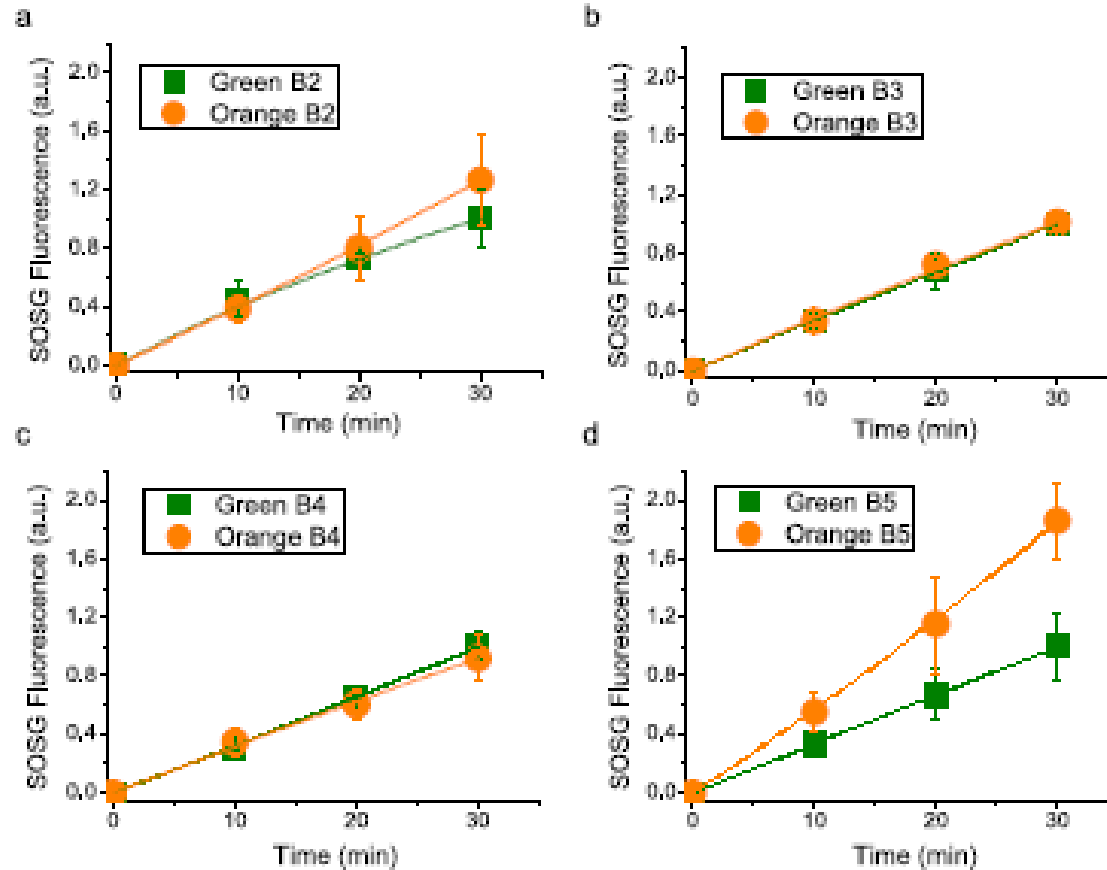 a
SOSG Fluorescence (a.u.)
2.0
1.6
1.2
0.8
0.4
0.0
Green B2
Orange B2
0
10
20
30
Time (min)
b
SOSG Fluorescence (a.u.)
2.0
1.6
1.2
0.8
0.4
0.0
Green B3
Orange B3
0
10
20
30
Time (min)
c
SOSG Fluorescence (a.u.)
2.0
1.6
1.2
0.8
0.4
0.0
Green B4
Orange B4
0
10
20
30
Time (min)
d
SOSG Fluorescence (a.u.)
2.0
1.6
1.2
0.8
0.4
0.0
Green B5
Orange B5
0
10
20
30
Time (min)